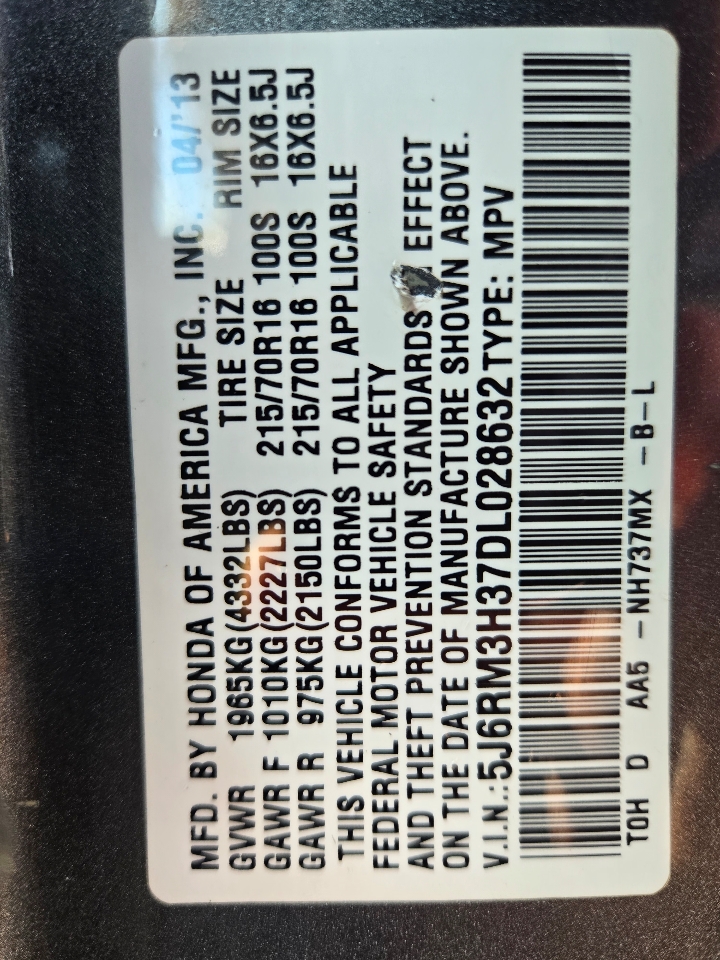 MFD. BY HONDA OF AMERICA MFG., INC. 04/'13
GVWR 1965KG(4332LBS) TIRE SIZE RIM SIZE
GAWR F 1010KG(2227LBS) 215/70R16 100S 16X6.5J
GAWR R 975KG(2150LBS) 215/70R16 100S 16X6.5J
THIS VEHICLE CONFORMS TO ALL APPLICABLE
FEDERAL MOTOR VEHICLE SAFETY
AND THEFT PREVENTION STANDARDS EFFECT
ON THE DATE OF MANUFACTURE SHOWN ABOVE.
V.I.N.:5J6RM3H37DL028632 TYPE: MPV
TOH D AA5 -NH737MX -B-L